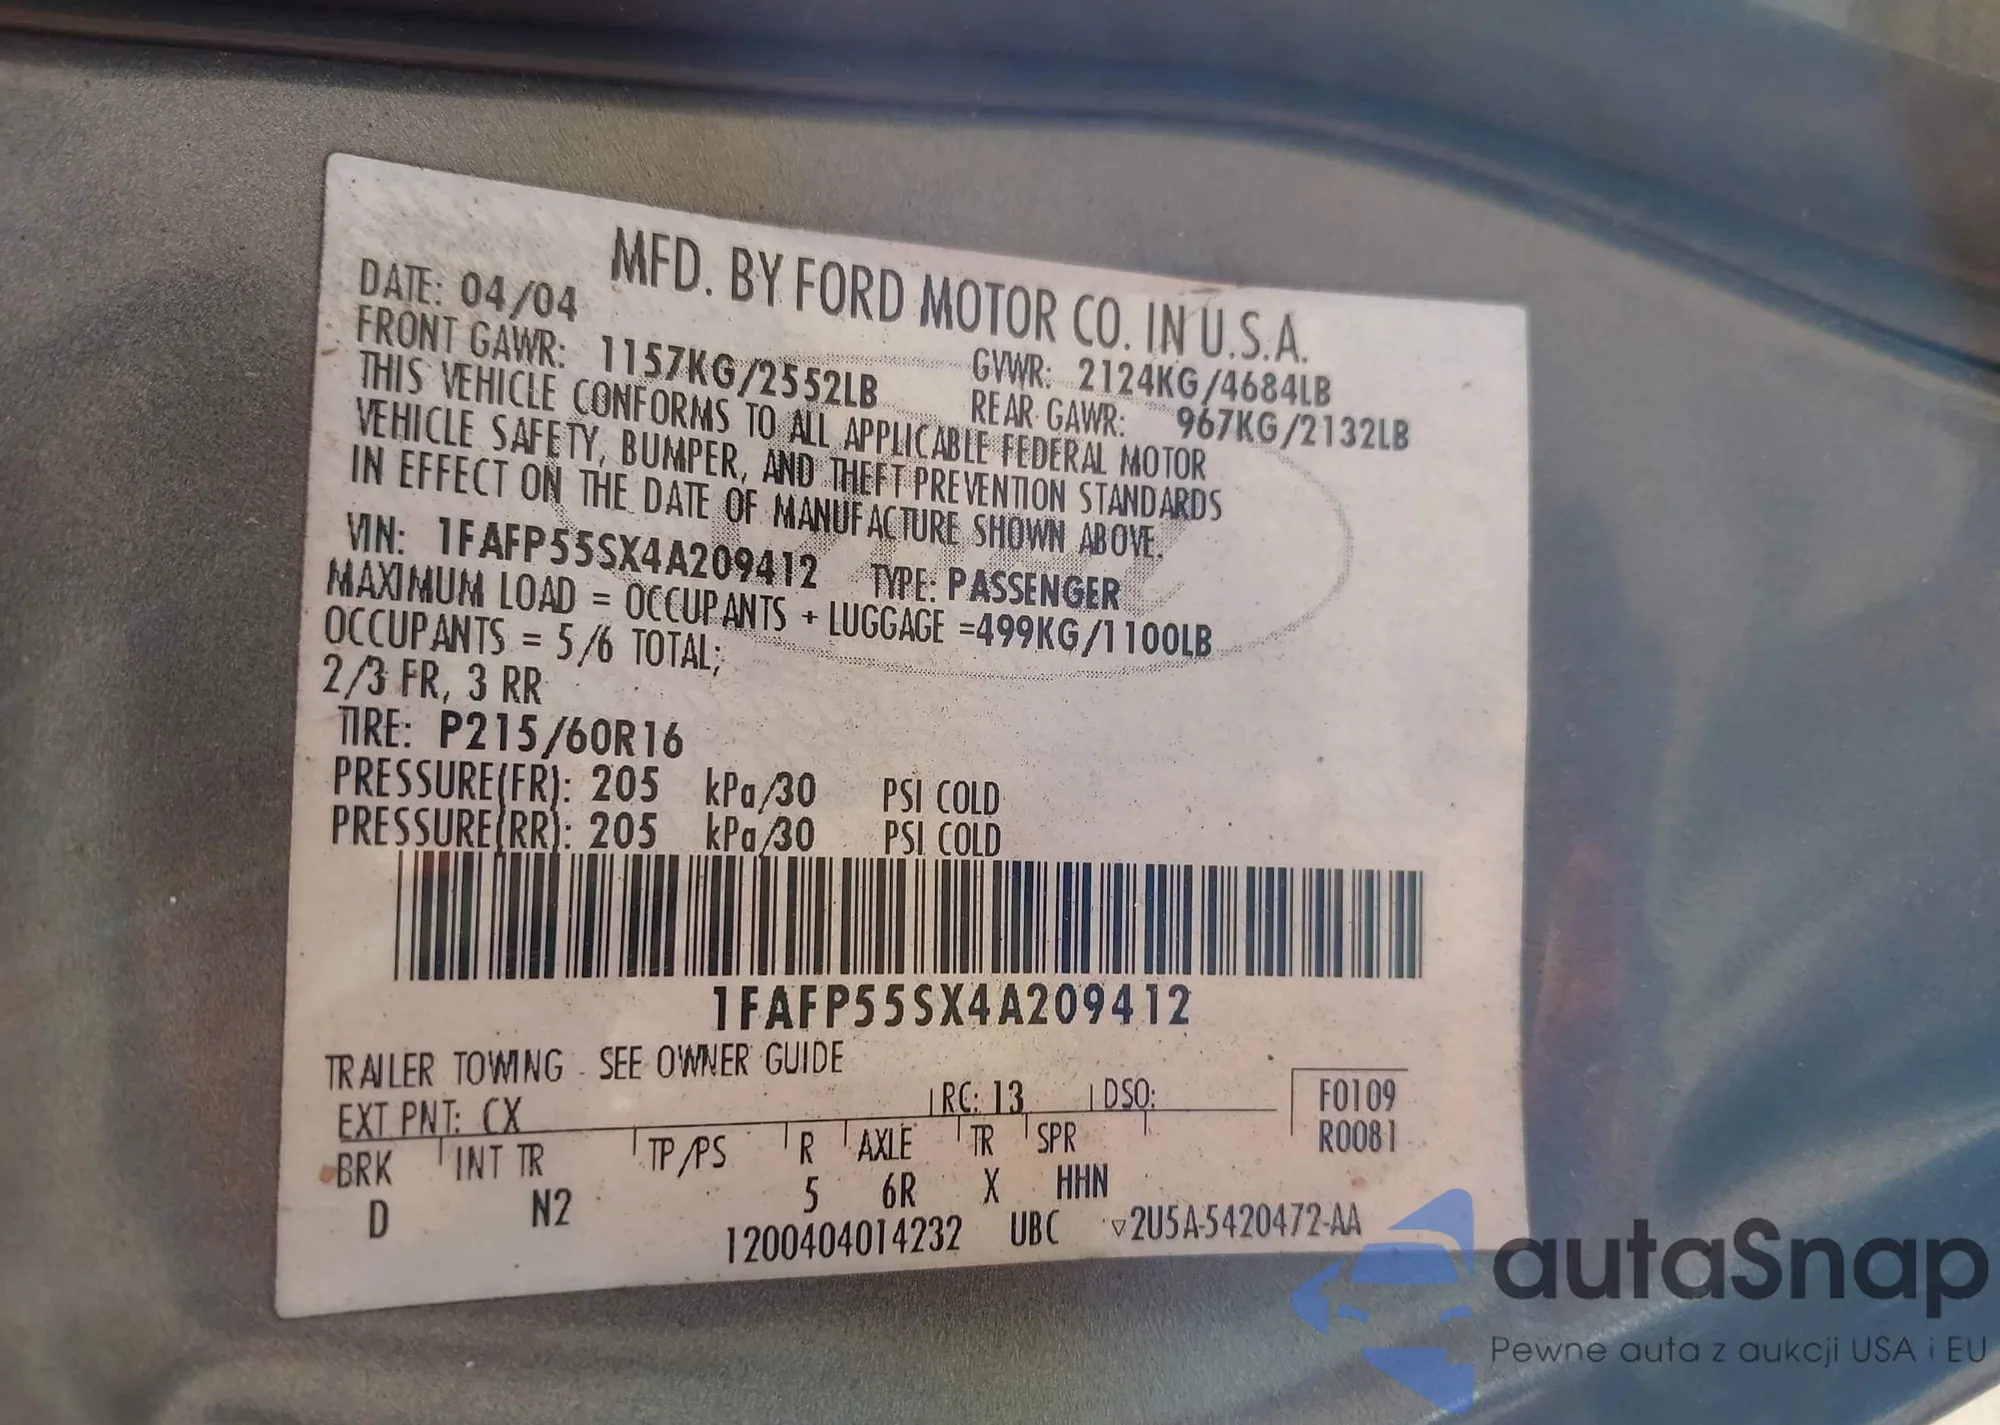 MFD. BY FORD MOTOR CO. IN U.S.A.
DATE: 04/04
GVWR: 2124KG/4684LB
FRONT GAWR: 1157KG/2552LB
REAR GAWR: 967KG/2132LB
THIS VEHICLE CONFORMS TO ALL APPLICABLE FEDERAL MOTOR
VEHICLE SAFETY, BUMPER, AND THEFT PREVENTION STANDARDS
IN EFFECT ON THE DATE OF MANUFACTURE SHOWN ABOVE.
VIN: 1FAFP55SX4A209412 TYPE: PASSENGER
MAXIMUM LOAD = OCCUPANTS + LUGGAGE =499KG/1100LB
OCCUPANTS = 5/6 TOTAL;
2/3 FR, 3 RR
TIRE: P215/60R16
PRESSURE(FR): 205 kPa/30 PSI COLD
PRESSURE(RR): 205 kPa/30 PSI COLD
1FAFP55SX4A209412
TRAILER TOWING - SEE OWNER GUIDE
EXT PNT: CX RC: 13 DSO: F0109
R0081
BRK INT TR TP/PS R AXLE TR SPR
D N2 5 6R X HHN
1200404014232 UBC ▽2U5A-5420472-AA
autaSnap
Pewne auta z aukcji USA i EU